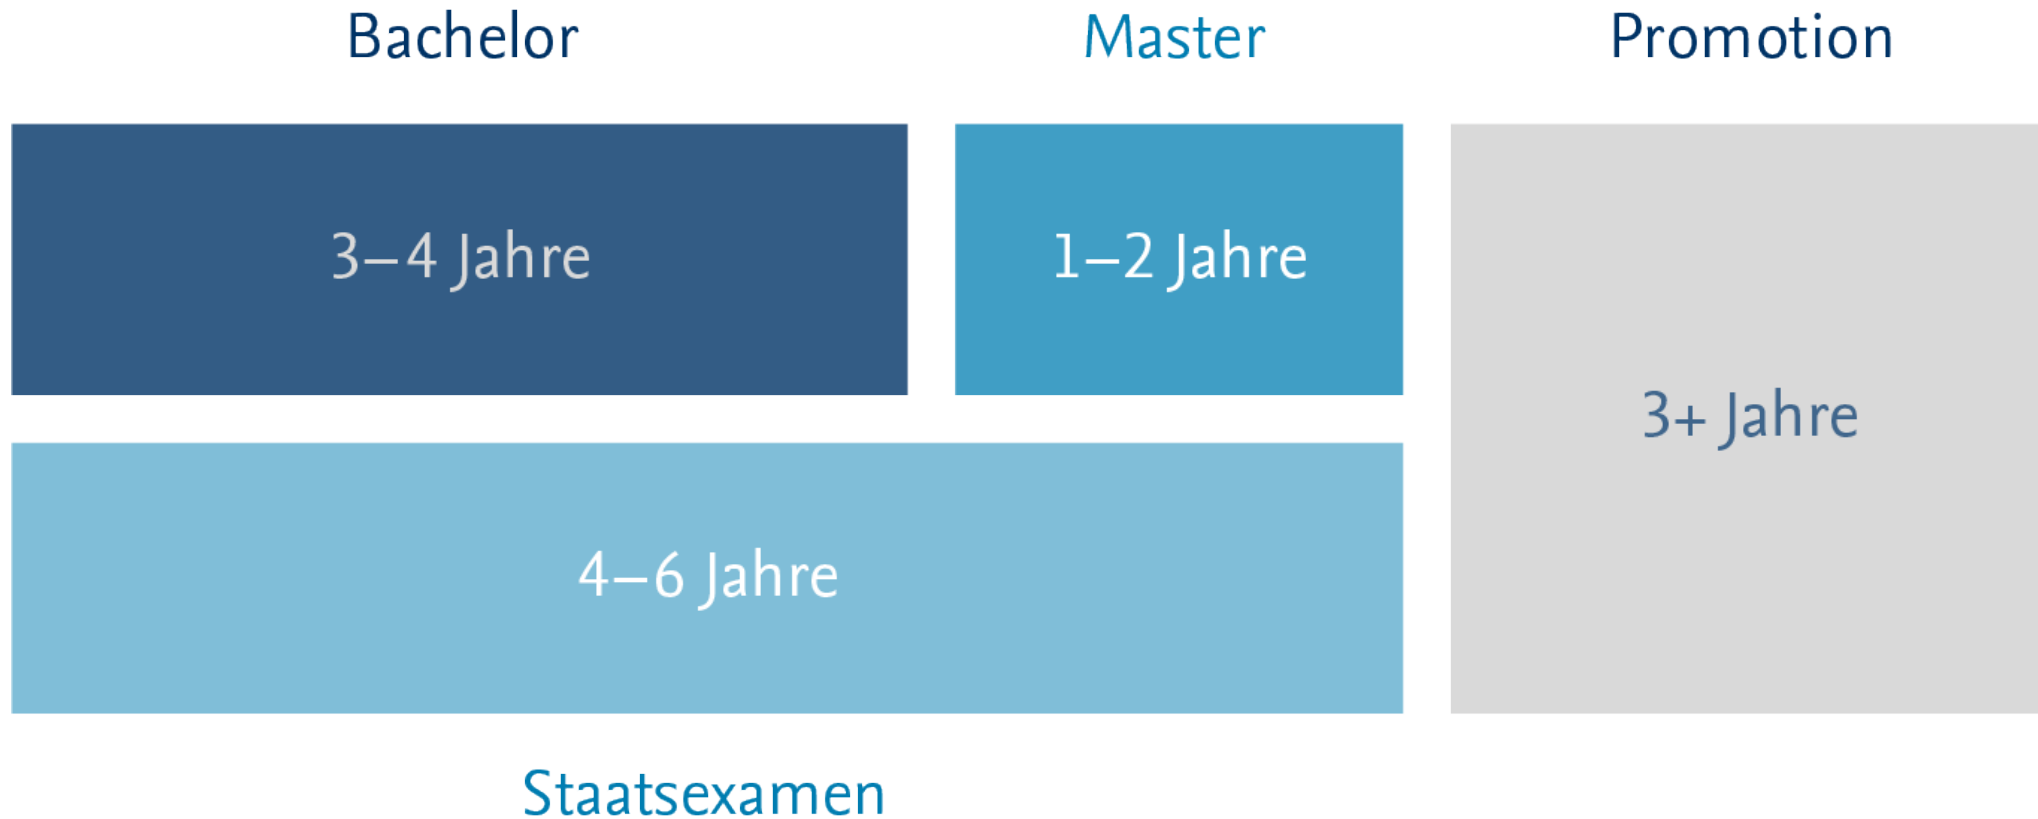 Bachelor
Master
Promotion
3–4 Jahre
1–2 Jahre
3+ Jahre
4–6 Jahre
Staatsexamen